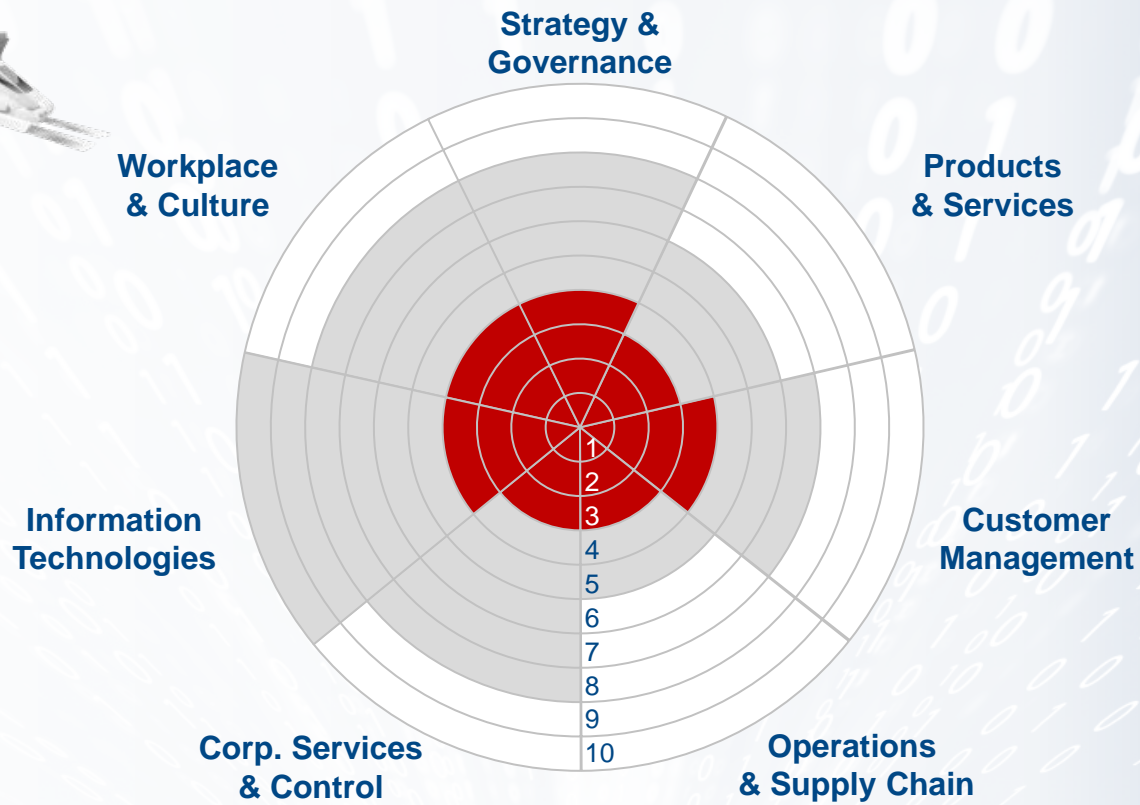 Strategy &
Governance
Workplace
& Culture
Products
& Services
Information
Technologies
Customer
Management
Corp. Services
& Control
Operations
& Supply Chain
1
2
3
4
5
6
7
8
9
10